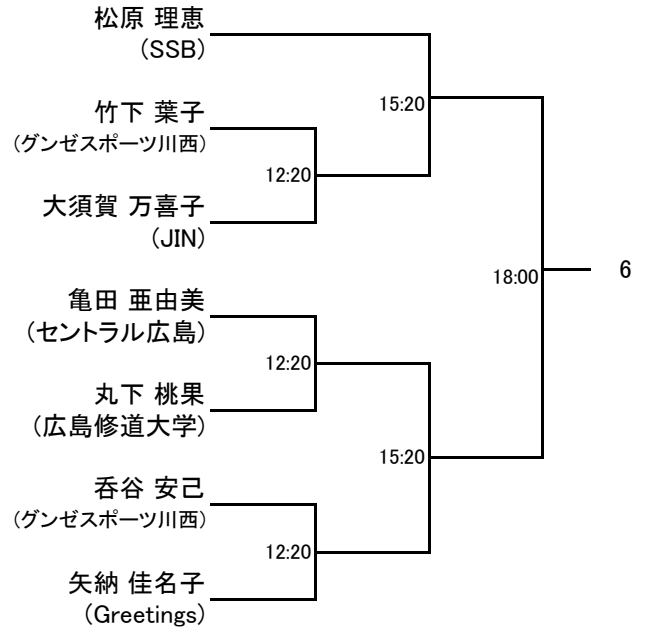 松原 理恵
(SSB)
15:20
竹下 葉子
(グンゼスポーツ川西)
12:20
大須賀 万喜子
(JIN)
18:00
6
亀田 亜由美
(セントラル広島)
12:20
丸下 桃果
(広島修道大学)
15:20
呑谷 安己
(グンゼスポーツ川西)
12:20
矢納 佳名子
(Greetings)